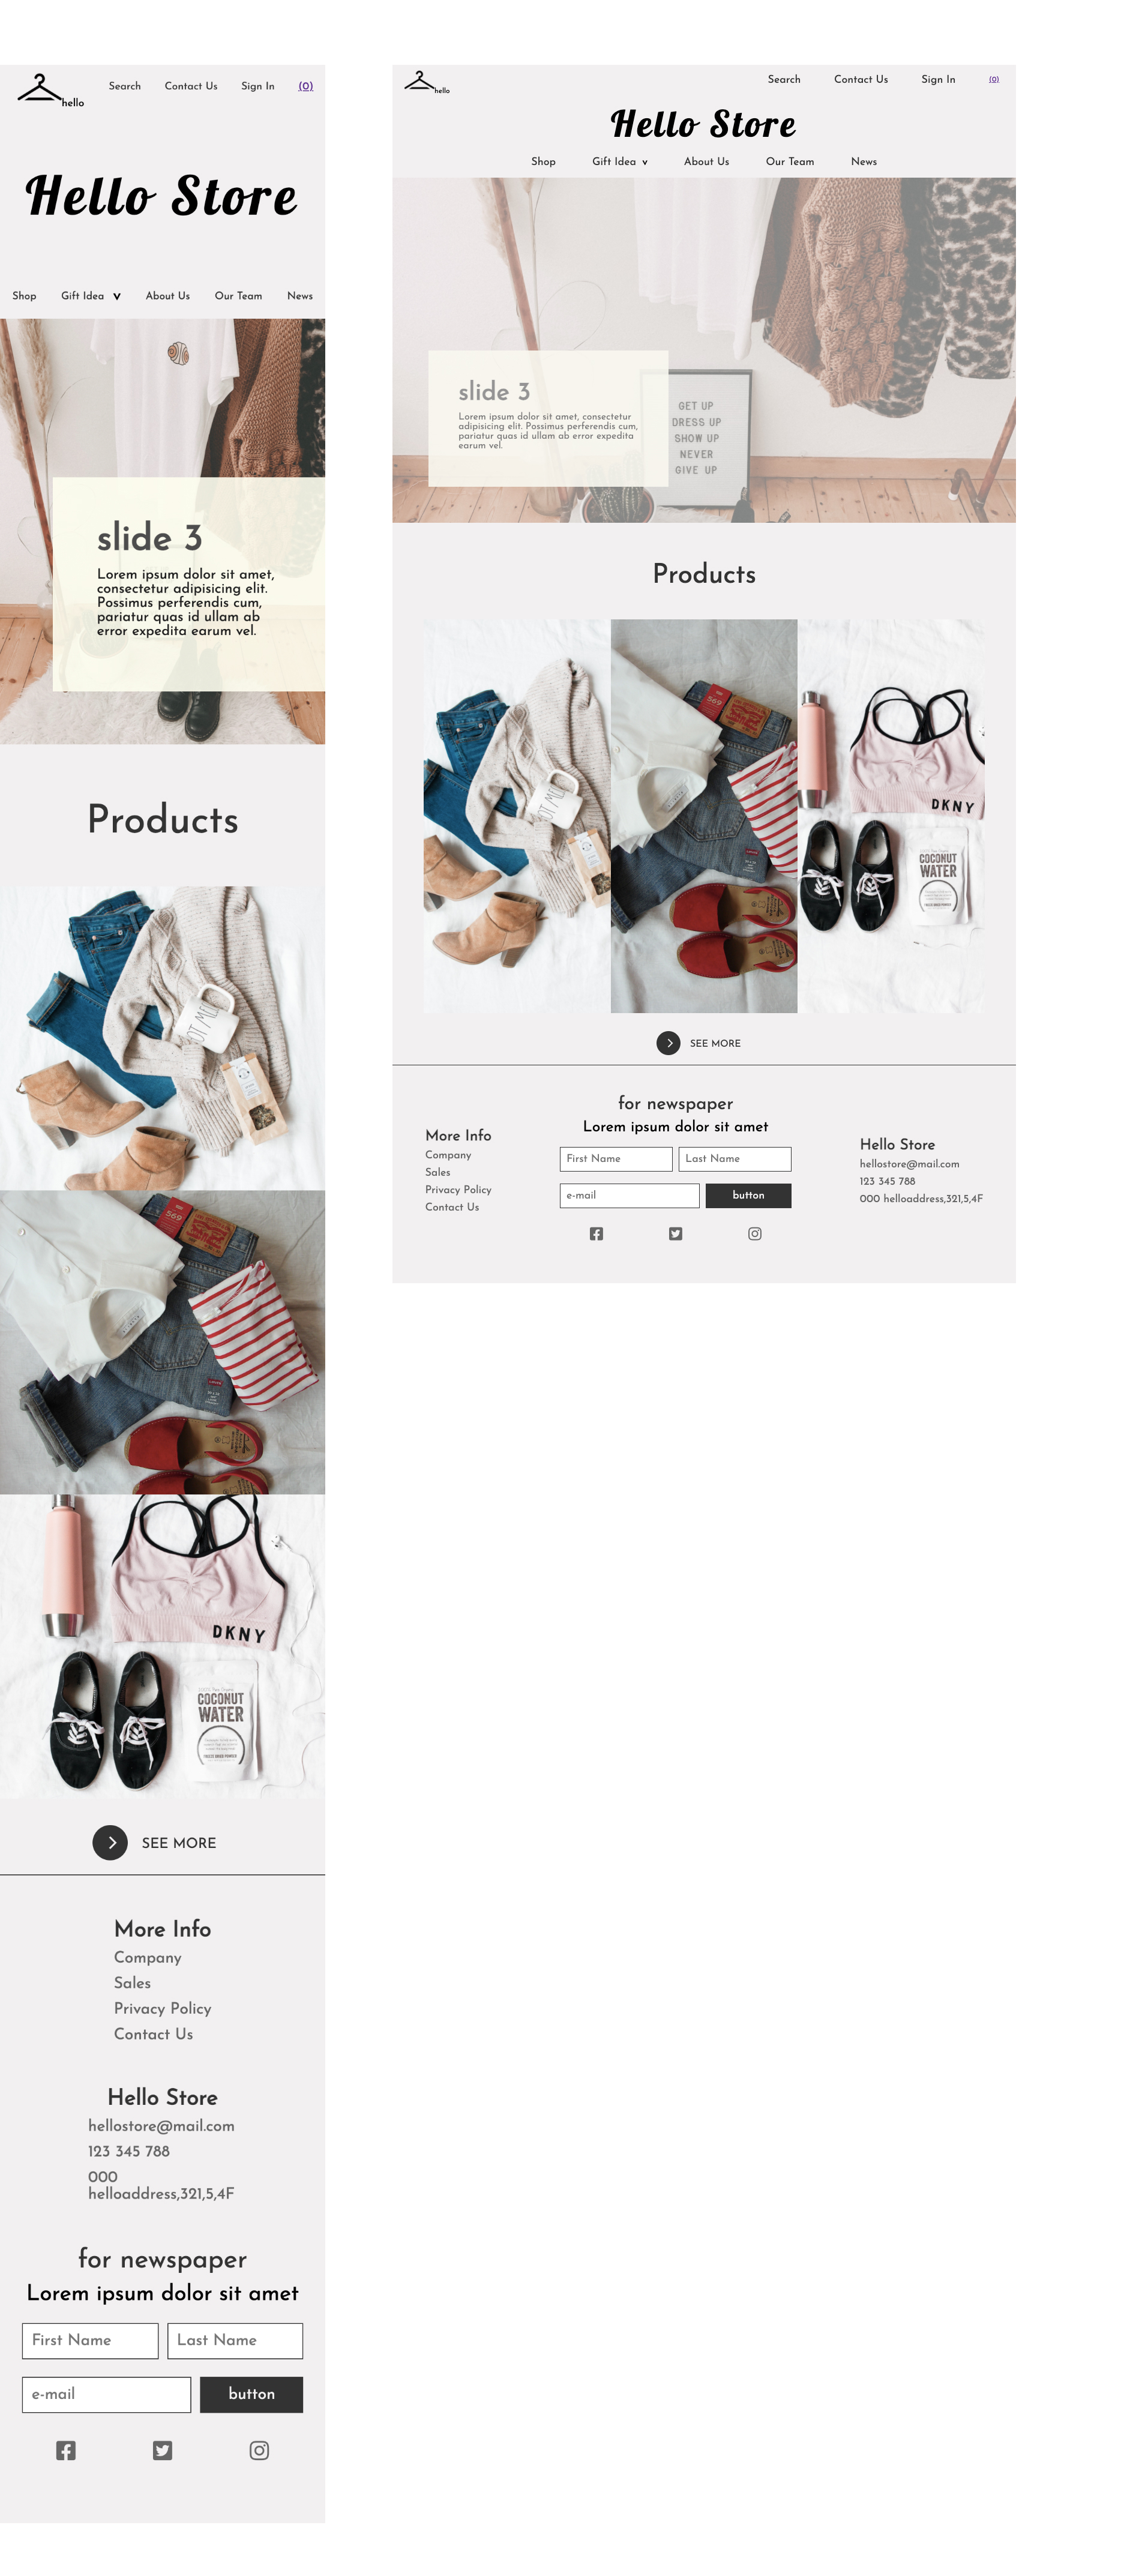 hello
Search Contact Us Sign In (0)
Hello Store
Shop Gift Idea v About Us Our Team News
slide 3
Lorem ipsum dolor sit amet,
consectetur adipisicing elit.
Possimus perferendis cum,
pariatur quas id ullam ab
error expedita earum vel.
Products
569
DKNY
COCONUT
WATER
SEE MORE
More Info
Company
Sales
Privacy Policy
Contact Us
Hello Store
hellostore@mail.com
123 345 788
000
helloaddress,321,5,4F
for newspaper
Lorem ipsum dolor sit amet
First Name Last Name
e-mail button
hello
Search Contact Us Sign In (0)
Hello Store
Shop Gift Idea v About Us Our Team News
slide 3
Lorem ipsum dolor sit amet, consectetur
adipisicing elit. Possimus perferendis cum,
pariatur quas id ullam ab error expedita
earum vel.
GET UP
DRESS UP
SHOW UP
NEVER
GIVE UP
Products
569
DKNY
COCONUT
WATER
SEE MORE
More Info
Company
Sales
Privacy Policy
Contact Us
for newspaper
Lorem ipsum dolor sit amet
First Name Last Name
e-mail button
Hello Store
hellostore@mail.com
123 345 788
000 helloaddress,321,5,4F